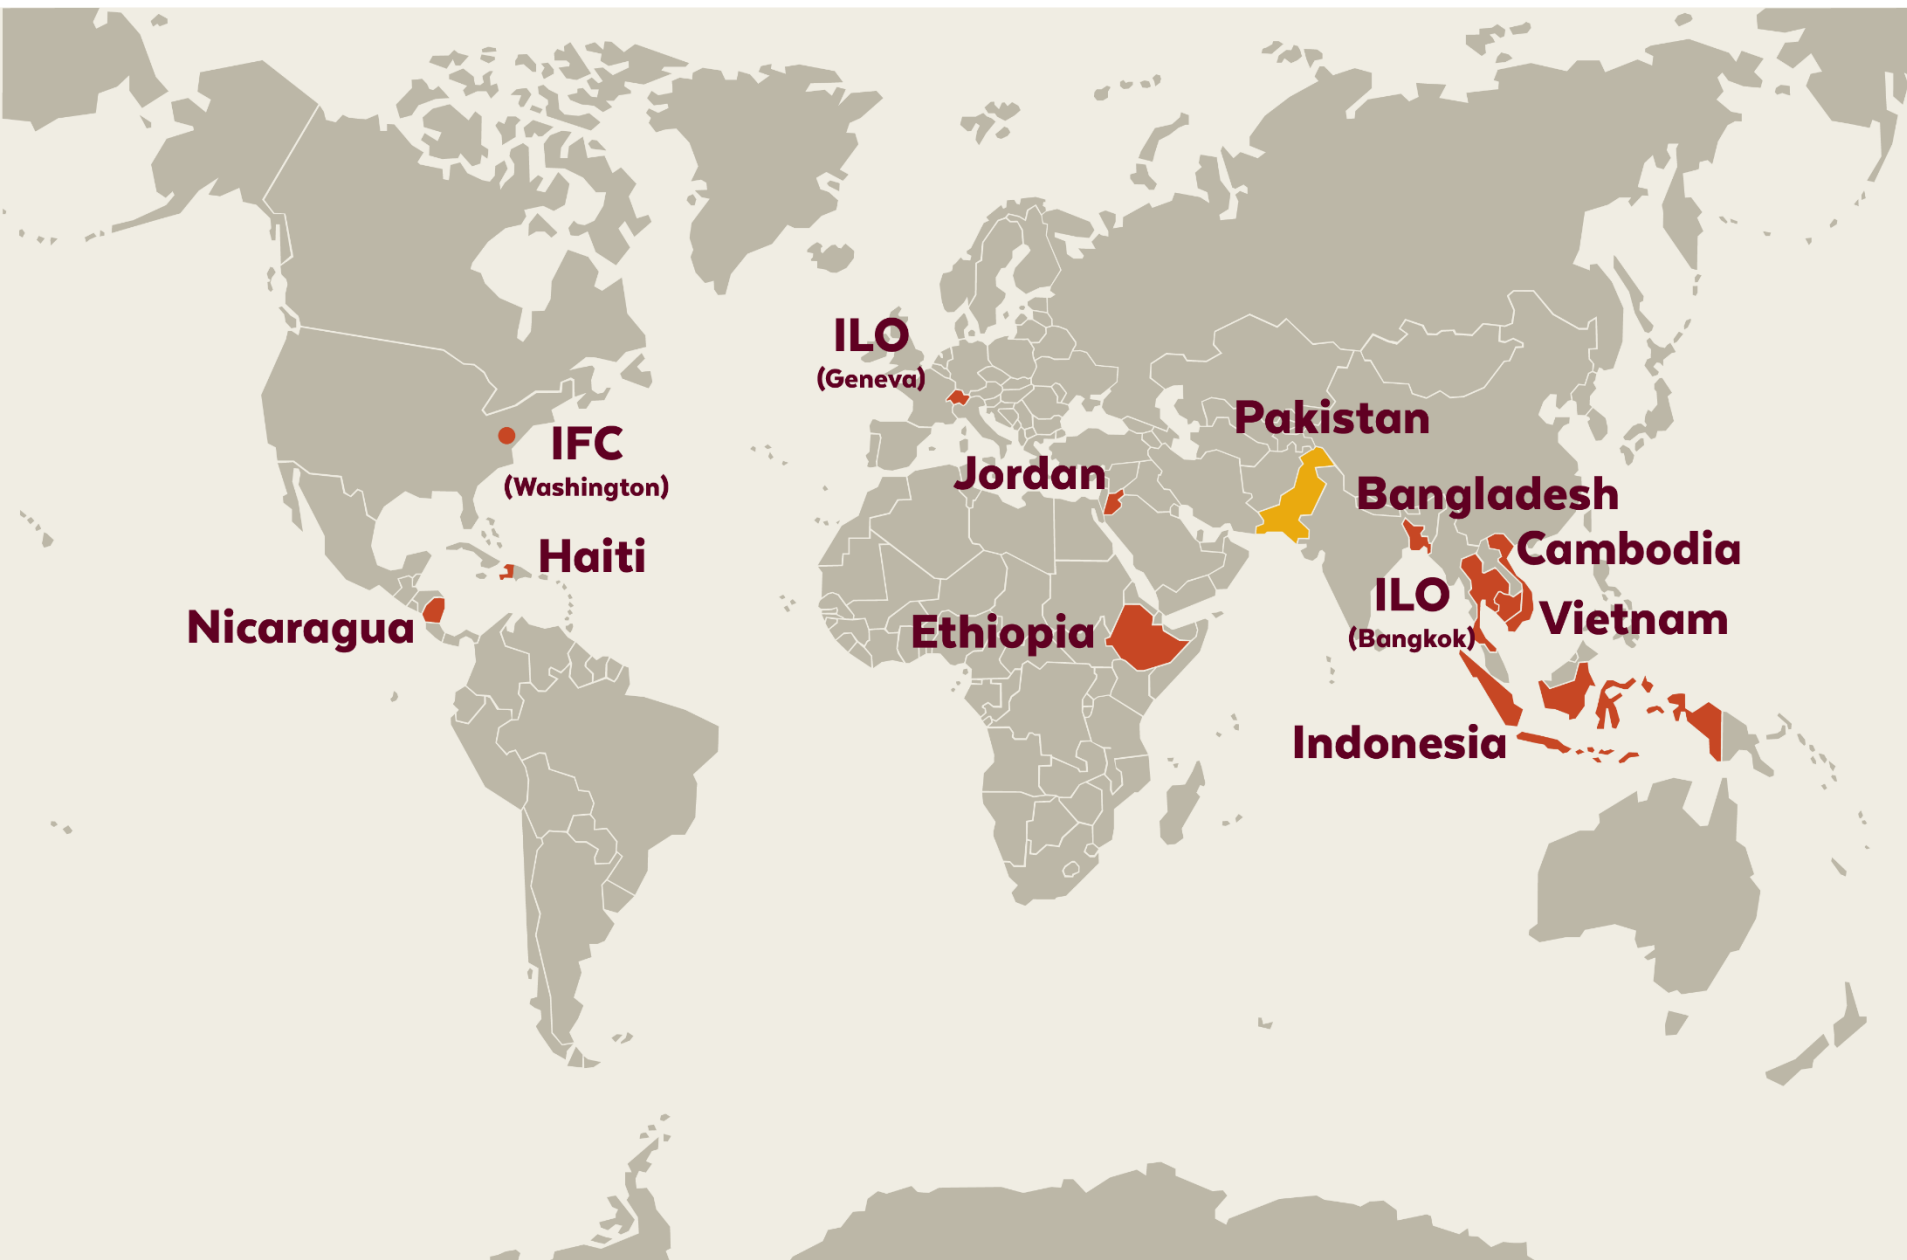 ILO
(Geneva)
Pakistan
IFC
(Washington)
Jordan
Bangladesh
Haiti
Cambodia
ILO
(Bangkok)
Nicaragua
Ethiopia
Vietnam
Indonesia